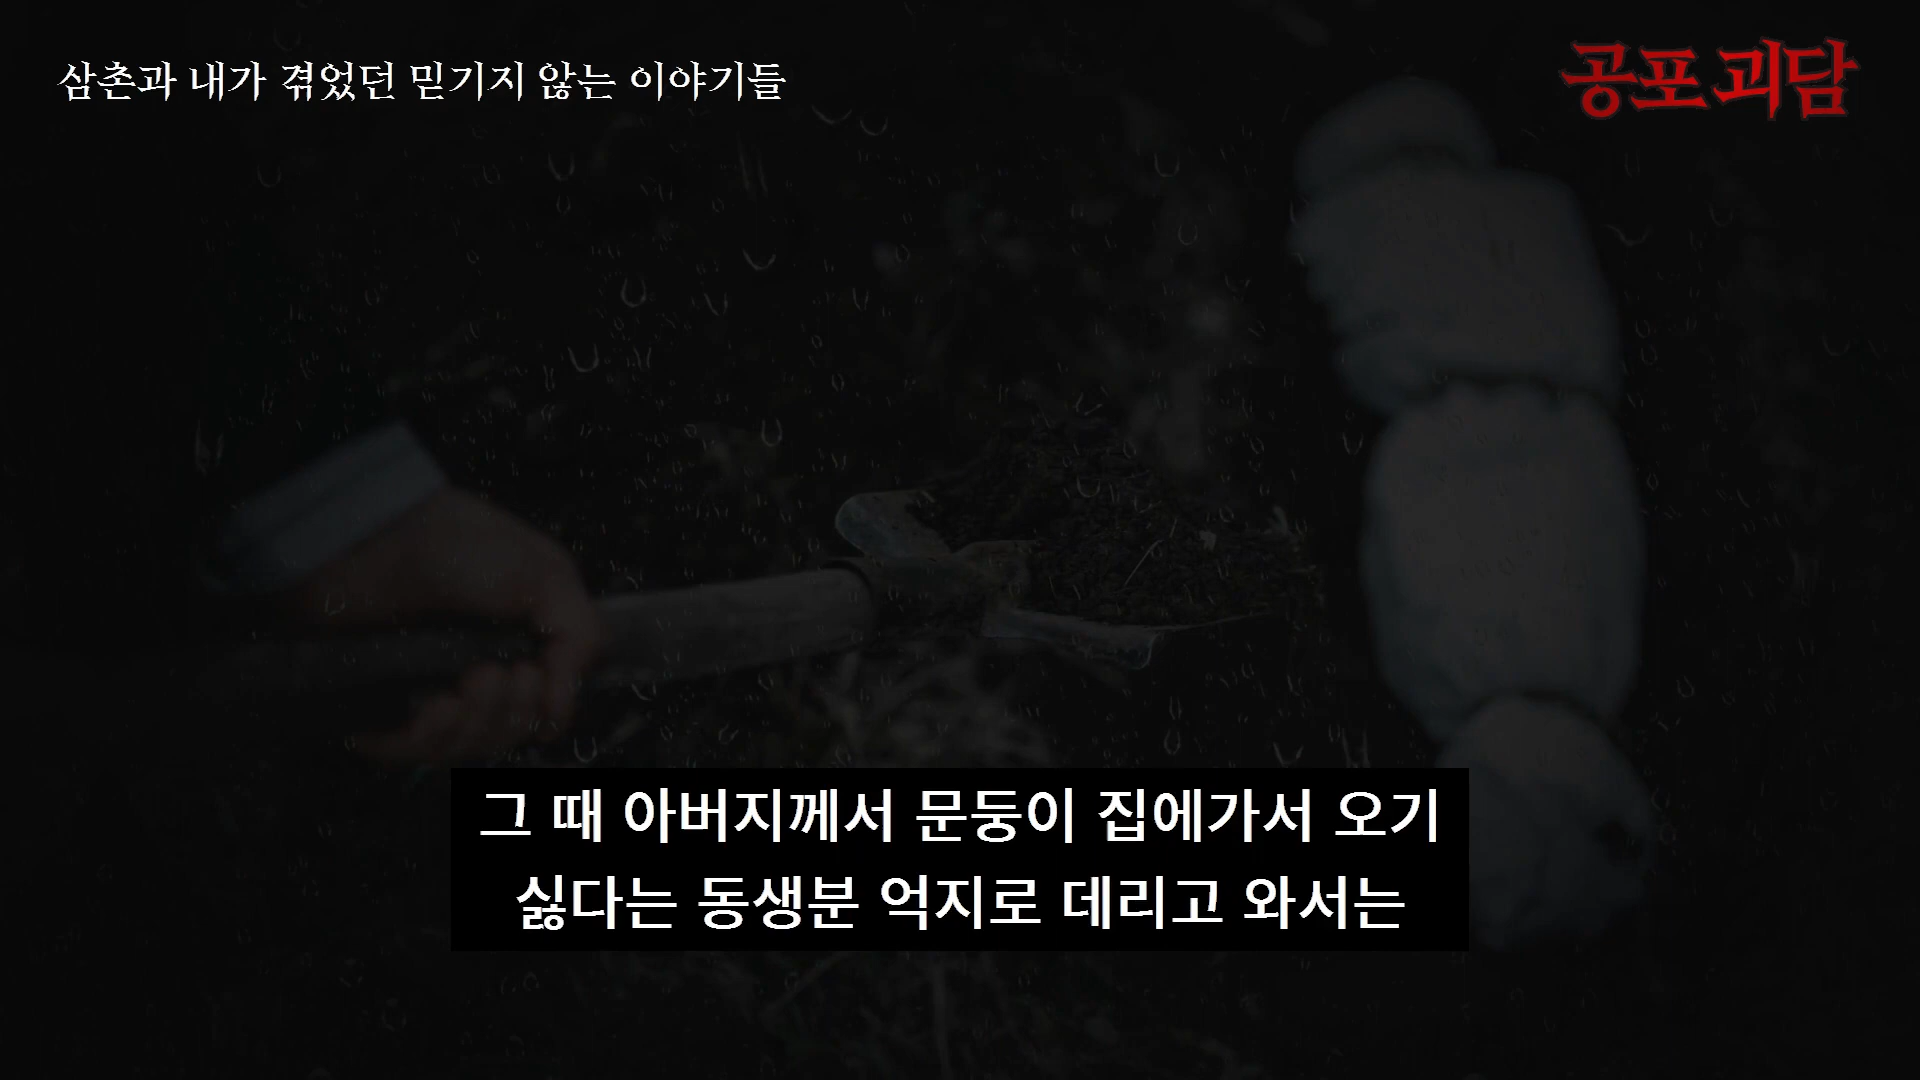 삼촌과 내가 겪었던 믿기지 않는 이야기들
공포 괴담
그 때 아버지께서 문둥이 집에가서 오기
싫다는 동생분 억지로 데리고 와서는